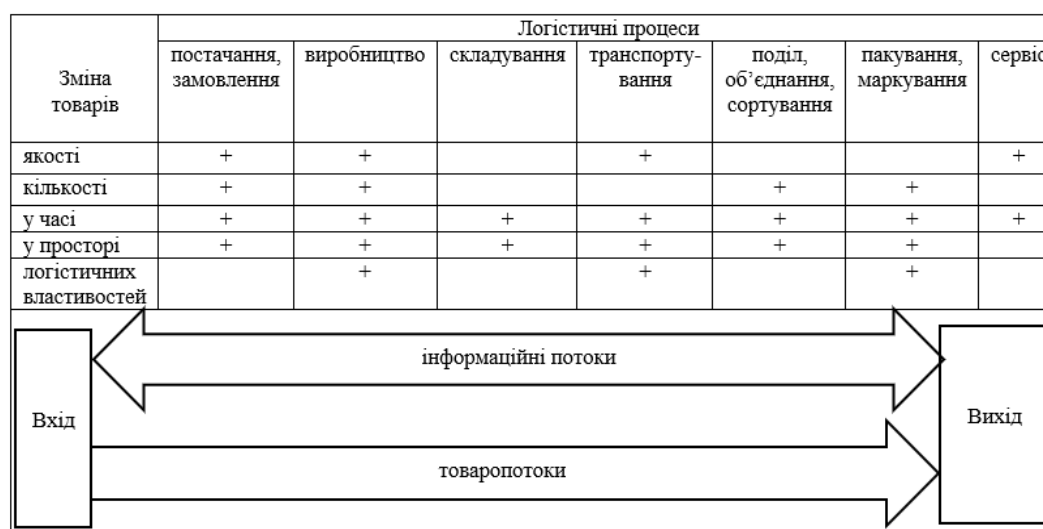 Логістичні процеси
Зміна
товарів
постачання,
замовлення
виробництво
складування
транспорту-
вання
поділ,
об’єднання,
сортування
пакування,
маркування
сервіс
якості + + + +
кількості + + + +
у часі + + + + + + +
у просторі + + + + + +
логістичних
властивостей + + +
інформаційні потоки
Вхід
Вихід
товаропотоки